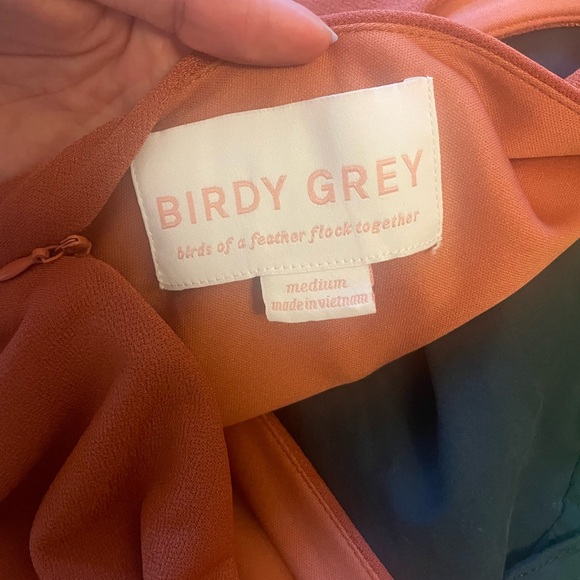 BIRDY GREY
birds of a feather flock together
medium
made in vietnam